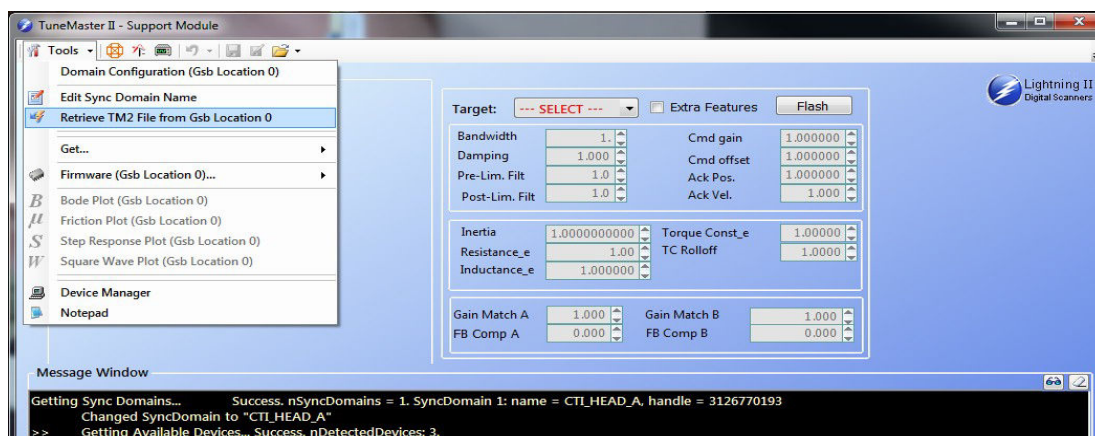 TuneMaster II - Support Module
Tools
Domain Configuration (Gsb Location 0)
Edit Sync Domain Name
Retrieve TM2 File from Gsb Location 0
Get...
Firmware (Gsb Location 0)...
B Bode Plot (Gsb Location 0)
μ Friction Plot (Gsb Location 0)
S Step Response Plot (Gsb Location 0)
W Square Wave Plot (Gsb Location 0)
Device Manager
Notepad
Lightning II
Digital Scanners
Target: --- SELECT --- Extra Features Flash
Bandwidth 1. Cmd gain 1.000000
Damping 1.000 Cmd offset 1.000000
Pre-Lim. Filt 1.0 Ack Pos. 1.000000
Post-Lim. Filt 1.0 Ack Vel. 1.000
Inertia 1.0000000000 Torque Const_e 1.00000
Resistance_e 1.00 TC Rolloff 1.0000
Inductance_e 1.000000
Gain Match A 1.000 Gain Match B 1.000
FB Comp A 0.000 FB Comp B 0.000
Message Window
Getting Sync Domains... Success. nSyncDomains = 1. SyncDomain 1: name = CTI_HEAD_A, handle = 3126770193
Changed SyncDomain to "CTI_HEAD_A"
>> Getting Available Devices... Success. nDetectedDevices: 3.